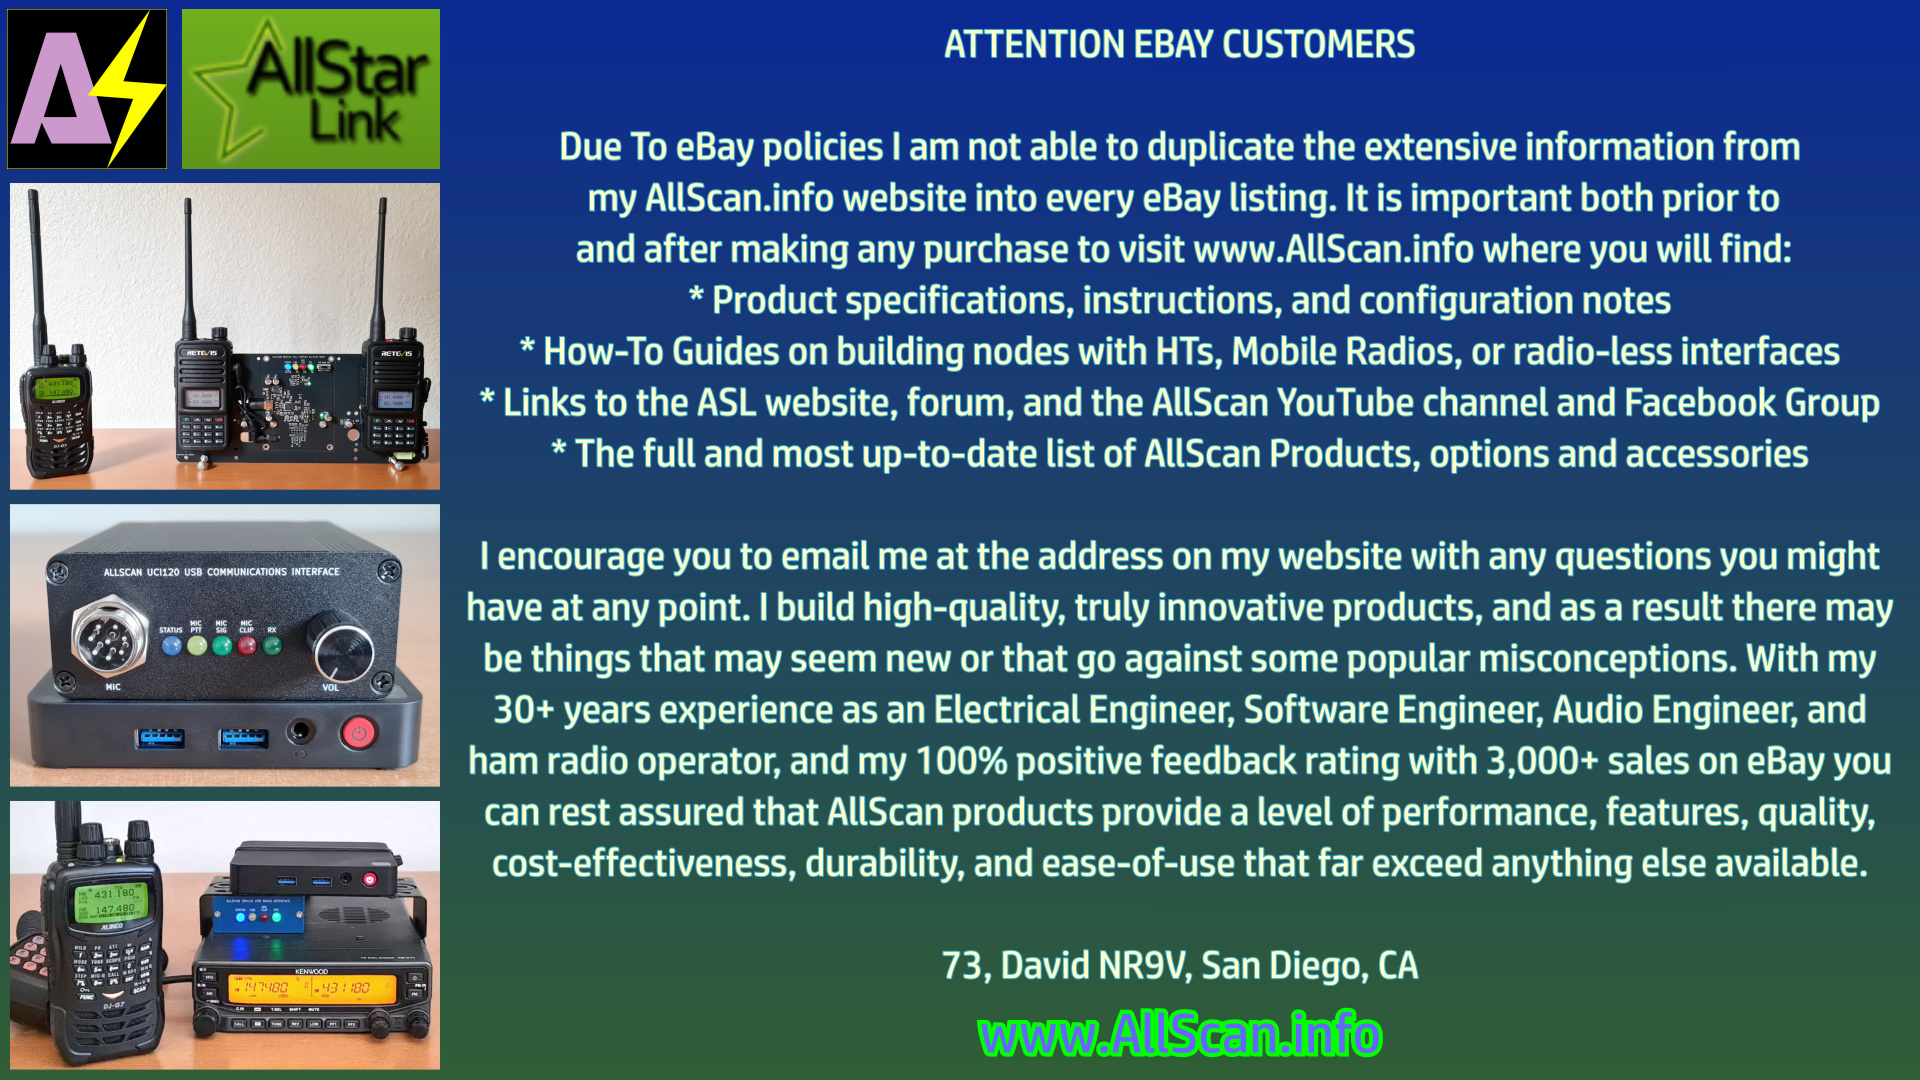 A
AllStar
Link
ATTENTION EBAY CUSTOMERS
Due To eBay policies I am not able to duplicate the extensive information from
my AllScan.info website into every eBay listing. It is important both prior to
and after making any purchase to visit www.AllScan.info where you will find:
* Product specifications, instructions, and configuration notes
* How-To Guides on building nodes with HTs, Mobile Radios, or radio-less interfaces
* Links to the ASL website, forum, and the AllScan YouTube channel and Facebook Group
* The full and most up-to-date list of AllScan Products, options and accessories
I encourage you to email me at the address on my website with any questions you might
have at any point. I build high-quality, truly innovative products, and as a result there may
be things that may seem new or that go against some popular misconceptions. With my
30+ years experience as an Electrical Engineer, Software Engineer, Audio Engineer, and
ham radio operator, and my 100% positive feedback rating with 3,000+ sales on eBay you
can rest assured that AllScan products provide a level of performance, features, quality,
cost-effectiveness, durability, and ease-of-use that far exceed anything else available.
73, David NR9V, San Diego, CA
www.AllScan.info
RETEVIS
RETEVIS
431.180
147.480
ALINCO
DJ-G7
ALLSCAN UCI120 USB COMMUNICATIONS INTERFACE
STATUS
MIC PTT
MIC SIG
MIC CLIP
RX
MIC
VOL
431.180
147.480
ALINCO
DJ-G7
KENWOOD
147480
431180